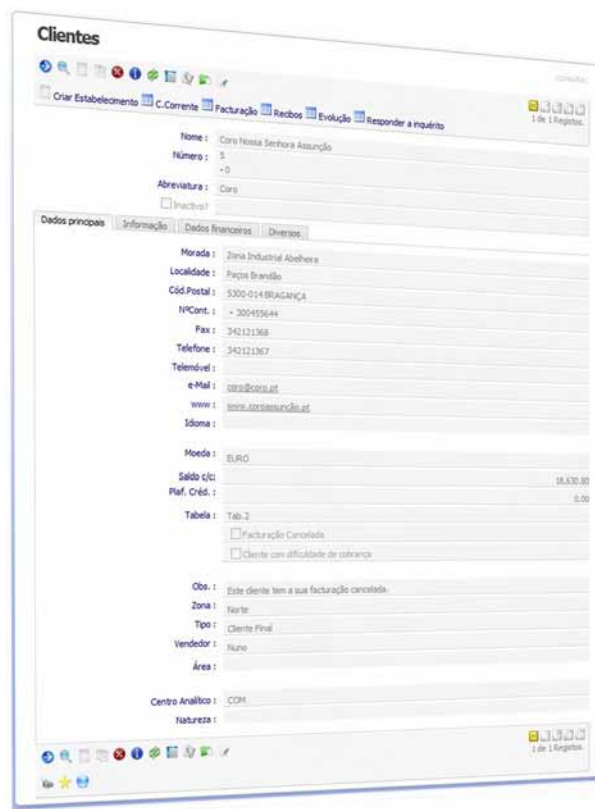 Clientes
consultar
Criar Estabelecimento C.Corrente Facturação Recibos Evolução Responder a inquérito
1 de 1 Registos.
Nome : Coro Nossa Senhora Assunção
Número : 5
- 0
Abreviatura : Coro
Inactivo?
Dados principais Informação Dados financeiros Diversos
Morada : Zona Industrial Abelheira
Localidade : Paços Brandão
Cód.Postal : 5300-014 BRAGANÇA
NºCont. : - 300455644
Fax : 342121368
Telefone : 342121367
Telemóvel :
e-Mail : coro@coro.pt
www : www.coroassunção.pt
Idioma :
Moeda : EURO
Saldo c/c: 18,630.80
Plaf. Créd. : 0.00
Tabela : Tab.2
Facturação Cancelada
Cliente com dificuldade de cobrança
Obs. : Este cliente tem a sua facturação cancelada.
Zona : Norte
Tipo : Cliente Final
Vendedor : Nuno
Área :
Centro Analítico : COM
Natureza :
1 de 1 Registos.